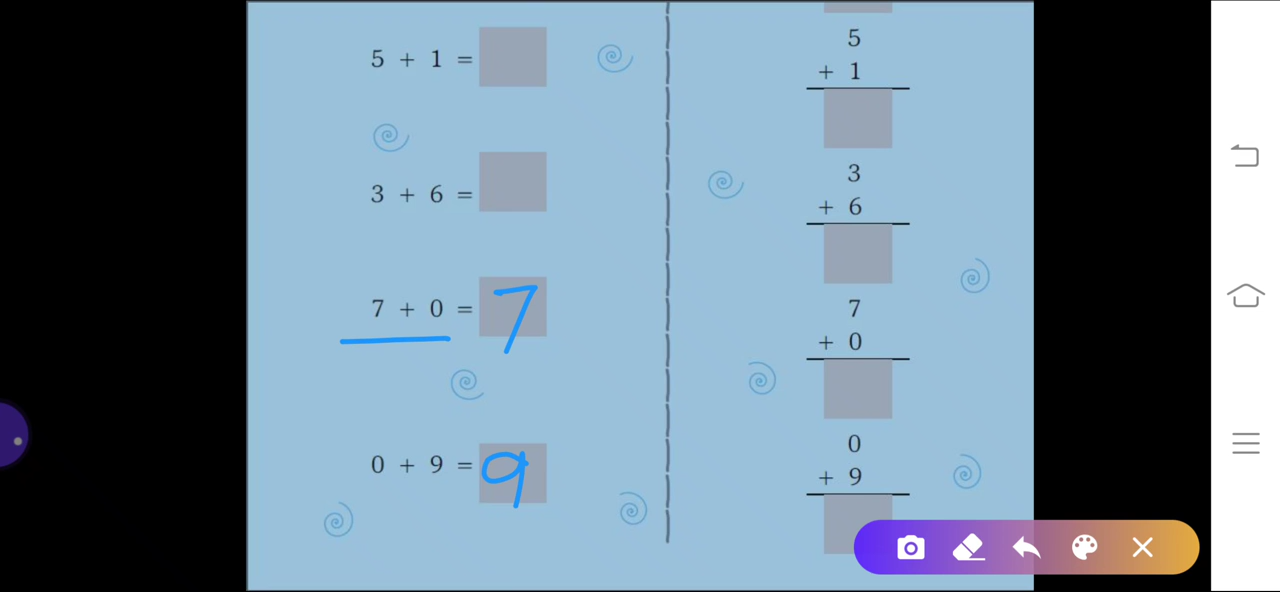 5 + 1 =
3 + 6 =
7 + 0 = 7
0 + 9 = 9
5
+ 1
3
+ 6
7
+ 0
0
+ 9